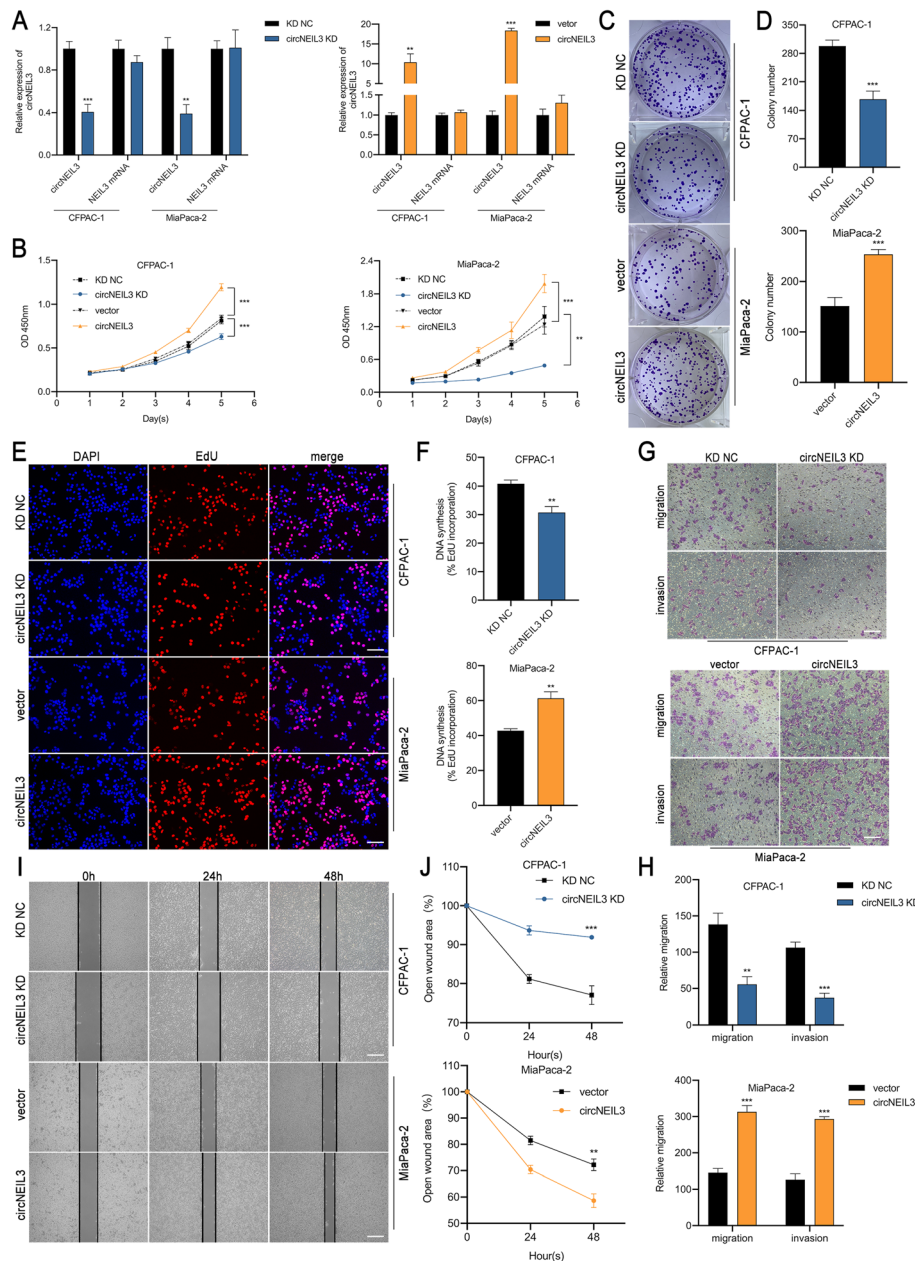 A
Relative expression of
circNEIL3
1.2
0.8
0.4
0.0
***
**
circNEIL3
NEIL3 mRNA
circNEIL3
NEIL3 mRNA
CFPAC-1
MiaPaca-2
KD NC
circNEIL3 KD
Relative expression of
circNEIL3
20
15
10
5
1.5
1.0
0.5
0.0
**
***
circNEIL3
NEIL3 mRNA
circNEIL3
NEIL3 mRNA
CFPAC-1
MiaPaca-2
vetor
circNEIL3
B
CFPAC-1
KD NC
circNEIL3 KD
vector
circNEIL3
OD 450nm
1.5
1.0
0.5
0.0
0 1 2 3 4 5 6
Day(s)
***
***
MiaPaca-2
KD NC
circNEIL3 KD
vector
circNEIL3
OD 450nm
2.4
1.8
1.2
0.6
0.0
0 1 2 3 4 5 6
Day(s)
***
**
C
KD NC
circNEIL3 KD
vector
circNEIL3
CFPAC-1
MiaPaca-2
D
CFPAC-1
Colony number
340
255
170
85
0
***
KD NC
circNEIL3 KD
MiaPaca-2
Colony number
300
200
100
0
***
vector
circNEIL3
E
DAPI EdU merge
KD NC
circNEIL3 KD
vector
circNEIL3
CFPAC-1
MiaPaca-2
F
CFPAC-1
DNA synthesis
(% EdU incorporation)
50
40
30
20
10
0
**
KD NC
circNEIL3 KD
MiaPaca-2
DNA synthesis
(% EdU incorporation)
80
60
40
20
0
**
vector
circNEIL3
G
KD NC circNEIL3 KD
migration
invasion
CFPAC-1
vector circNEIL3
migration
invasion
MiaPaca-2
I
0h 24h 48h
KD NC
circNEIL3 KD
vector
circNEIL3
CFPAC-1
MiaPaca-2
J
CFPAC-1
KD NC
circNEIL3 KD
Open wound area (%)
100
90
80
70
***
0 24 48
Hour(s)
MiaPaca-2
vector
circNEIL3
Open wound area (%)
100
90
80
70
60
50
**
0 24 48
Hour(s)
H
CFPAC-1
KD NC
circNEIL3 KD
Relative migration
200
150
100
50
0
**
***
migration invasion
MiaPaca-2
vector
circNEIL3
Relative migration
400
300
200
100
0
***
***
migration invasion